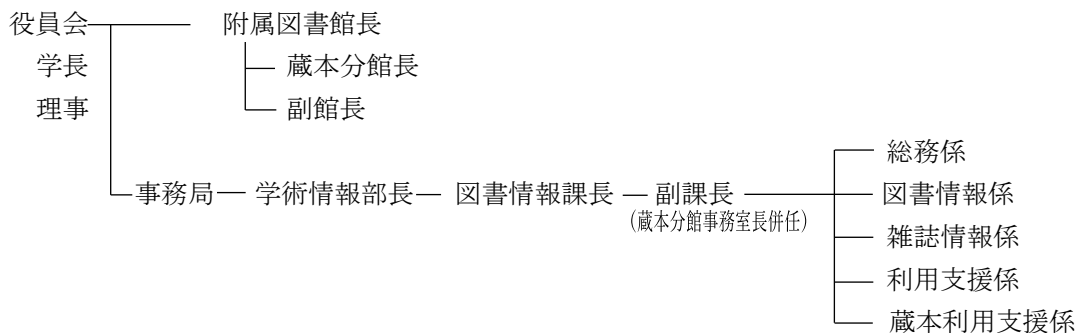 役員会 附属図書館長
学長 蔵本分館長
理事 副館長
総務係
事務局 学術情報部長 図書情報課長 副課長 図書情報係
(蔵本分館事務室長併任)
雑誌情報係
利用支援係
蔵本利用支援係